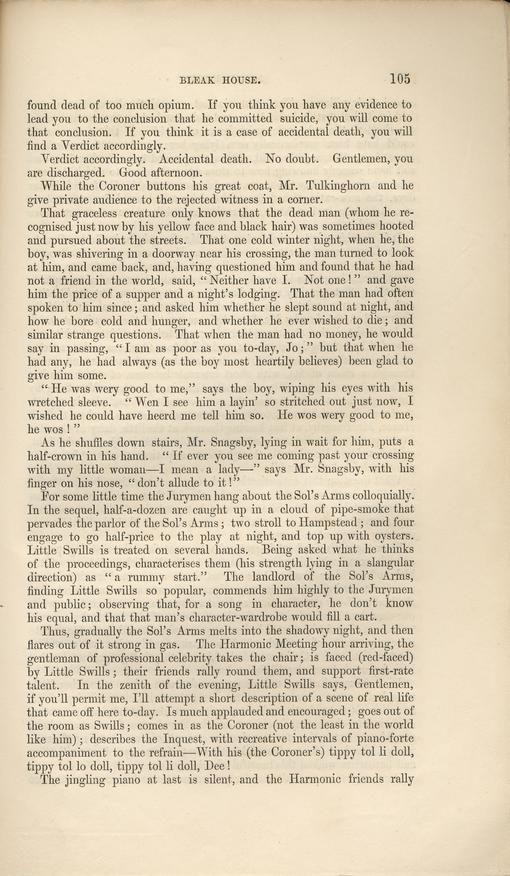 BLEAK HOUSE. 105
found dead of too much opium. If you think you have any evidence to
lead you to the conclusion that he committed suicide, you will come to
that conclusion. If you think it is a case of accidental death, you will
find a Verdict accordingly.
Verdict accordingly. Accidental death. No doubt. Gentlemen, you
are discharged. Good afternoon.
While the Coroner buttons his great coat, Mr. Tulkinghorn and he
give private audience to the rejected witness in a corner.
That graceless creature only knows that the dead man (whom he re-
cognised just now by his yellow face and black hair) was sometimes hooted
and pursued about the streets. That one cold winter night, when he, the
boy, was shivering in a doorway near his crossing, the man turned to look
at him, and came back, and, having questioned him and found that he had
not a friend in the world, said, "Neither have I. Not one!" and gave
him the price of a supper and a night's lodging. That the man had often
spoken to him since; and asked him whether he slept sound at night, and
how he bore cold and hunger, and whether he ever wished to die; and
similar strange questions. That when the man had no money, he would
say in passing, "I am as poor as you to-day, Jo;" but that when he
had any, he had always (as the boy most heartily believes) been glad to
give him some.
"He was wery good to me," says the boy, wiping his eyes with his
wretched sleeve. "Wen I see him a layin' so stritched out just now, I
wished he could have heerd me tell him so. He wos wery good to me,
he wos!"
As he shuffles down stairs, Mr. Snagsby, lying in wait for him, puts a
half-crown in his hand. "If ever you see me coming past your crossing
with my little woman—I mean a lady—" says Mr. Snagsby, with his
finger on his nose, "don't allude to it!"
For some little time the Jurymen hang about the Sol's Arms colloquially.
In the sequel, half-a-dozen are caught up in a cloud of pipe-smoke that
pervades the parlor of the Sol's Arms; two stroll to Hampstead; and four
engage to go half-price to the play at night, and top up with oysters.
Little Swills is treated on several hands. Being asked what he thinks
of the proceedings, characterises them (his strength lying in a slangular
direction) as "a rummy start." The landlord of the Sol's Arms,
finding Little Swills so popular, commends him highly to the Jurymen
and public; observing that, for a song in character, he don't know
his equal, and that that man's character-wardrobe would fill a cart.
Thus, gradually the Sol's Arms melts into the shadowy night, and then
flares out of it strong in gas. The Harmonic Meeting hour arriving, the
gentleman of professional celebrity takes the chair; is faced (red-faced)
by Little Swills; their friends rally round them, and support first-rate
talent. In the zenith of the evening, Little Swills says, Gentlemen,
if you'll permit me, I'll attempt a short description of a scene of real life
that came off here to-day. Is much applauded and encouraged; goes out of
the room as Swills; comes in as the Coroner (not the least in the world
like him); describes the Inquest, with recreative intervals of piano-forte
accompaniment to the refrain—With his (the Coroner's) tippy tol li doll,
tippy tol lo doll, tippy tol li doll, Dee!
The jingling piano at last is silent, and the Harmonic friends rally